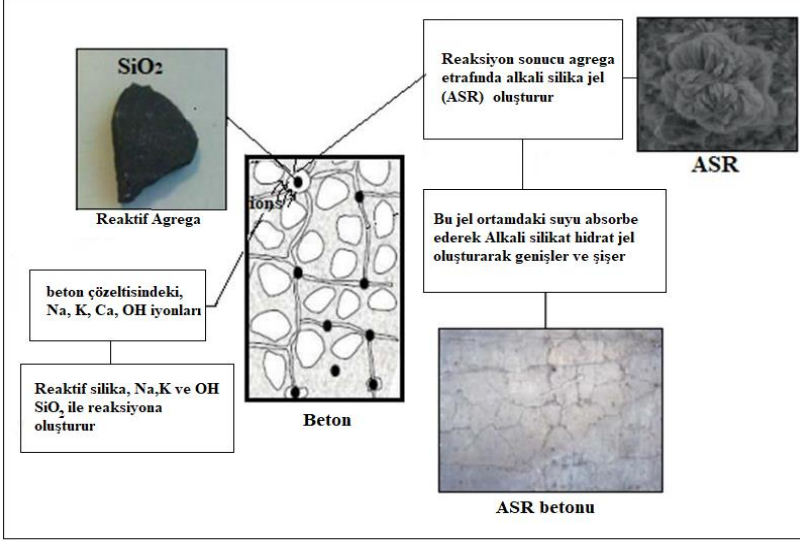 SiO2
Reaktif Agrega
beton çözeltisindeki,
Na, K, Ca, OH iyonları
Reaktif silika, Na,K ve OH
SiO2 ile reaksiyona
oluşturur
Beton
Reaksiyon sonucu agrega
etrafında alkali silika jel
(ASR) oluşturur
ASR
Bu jel ortamdaki suyu absorbe
ederek Alkali silikat hidrat jel
oluşturarak genişler ve şişer
ASR betonu